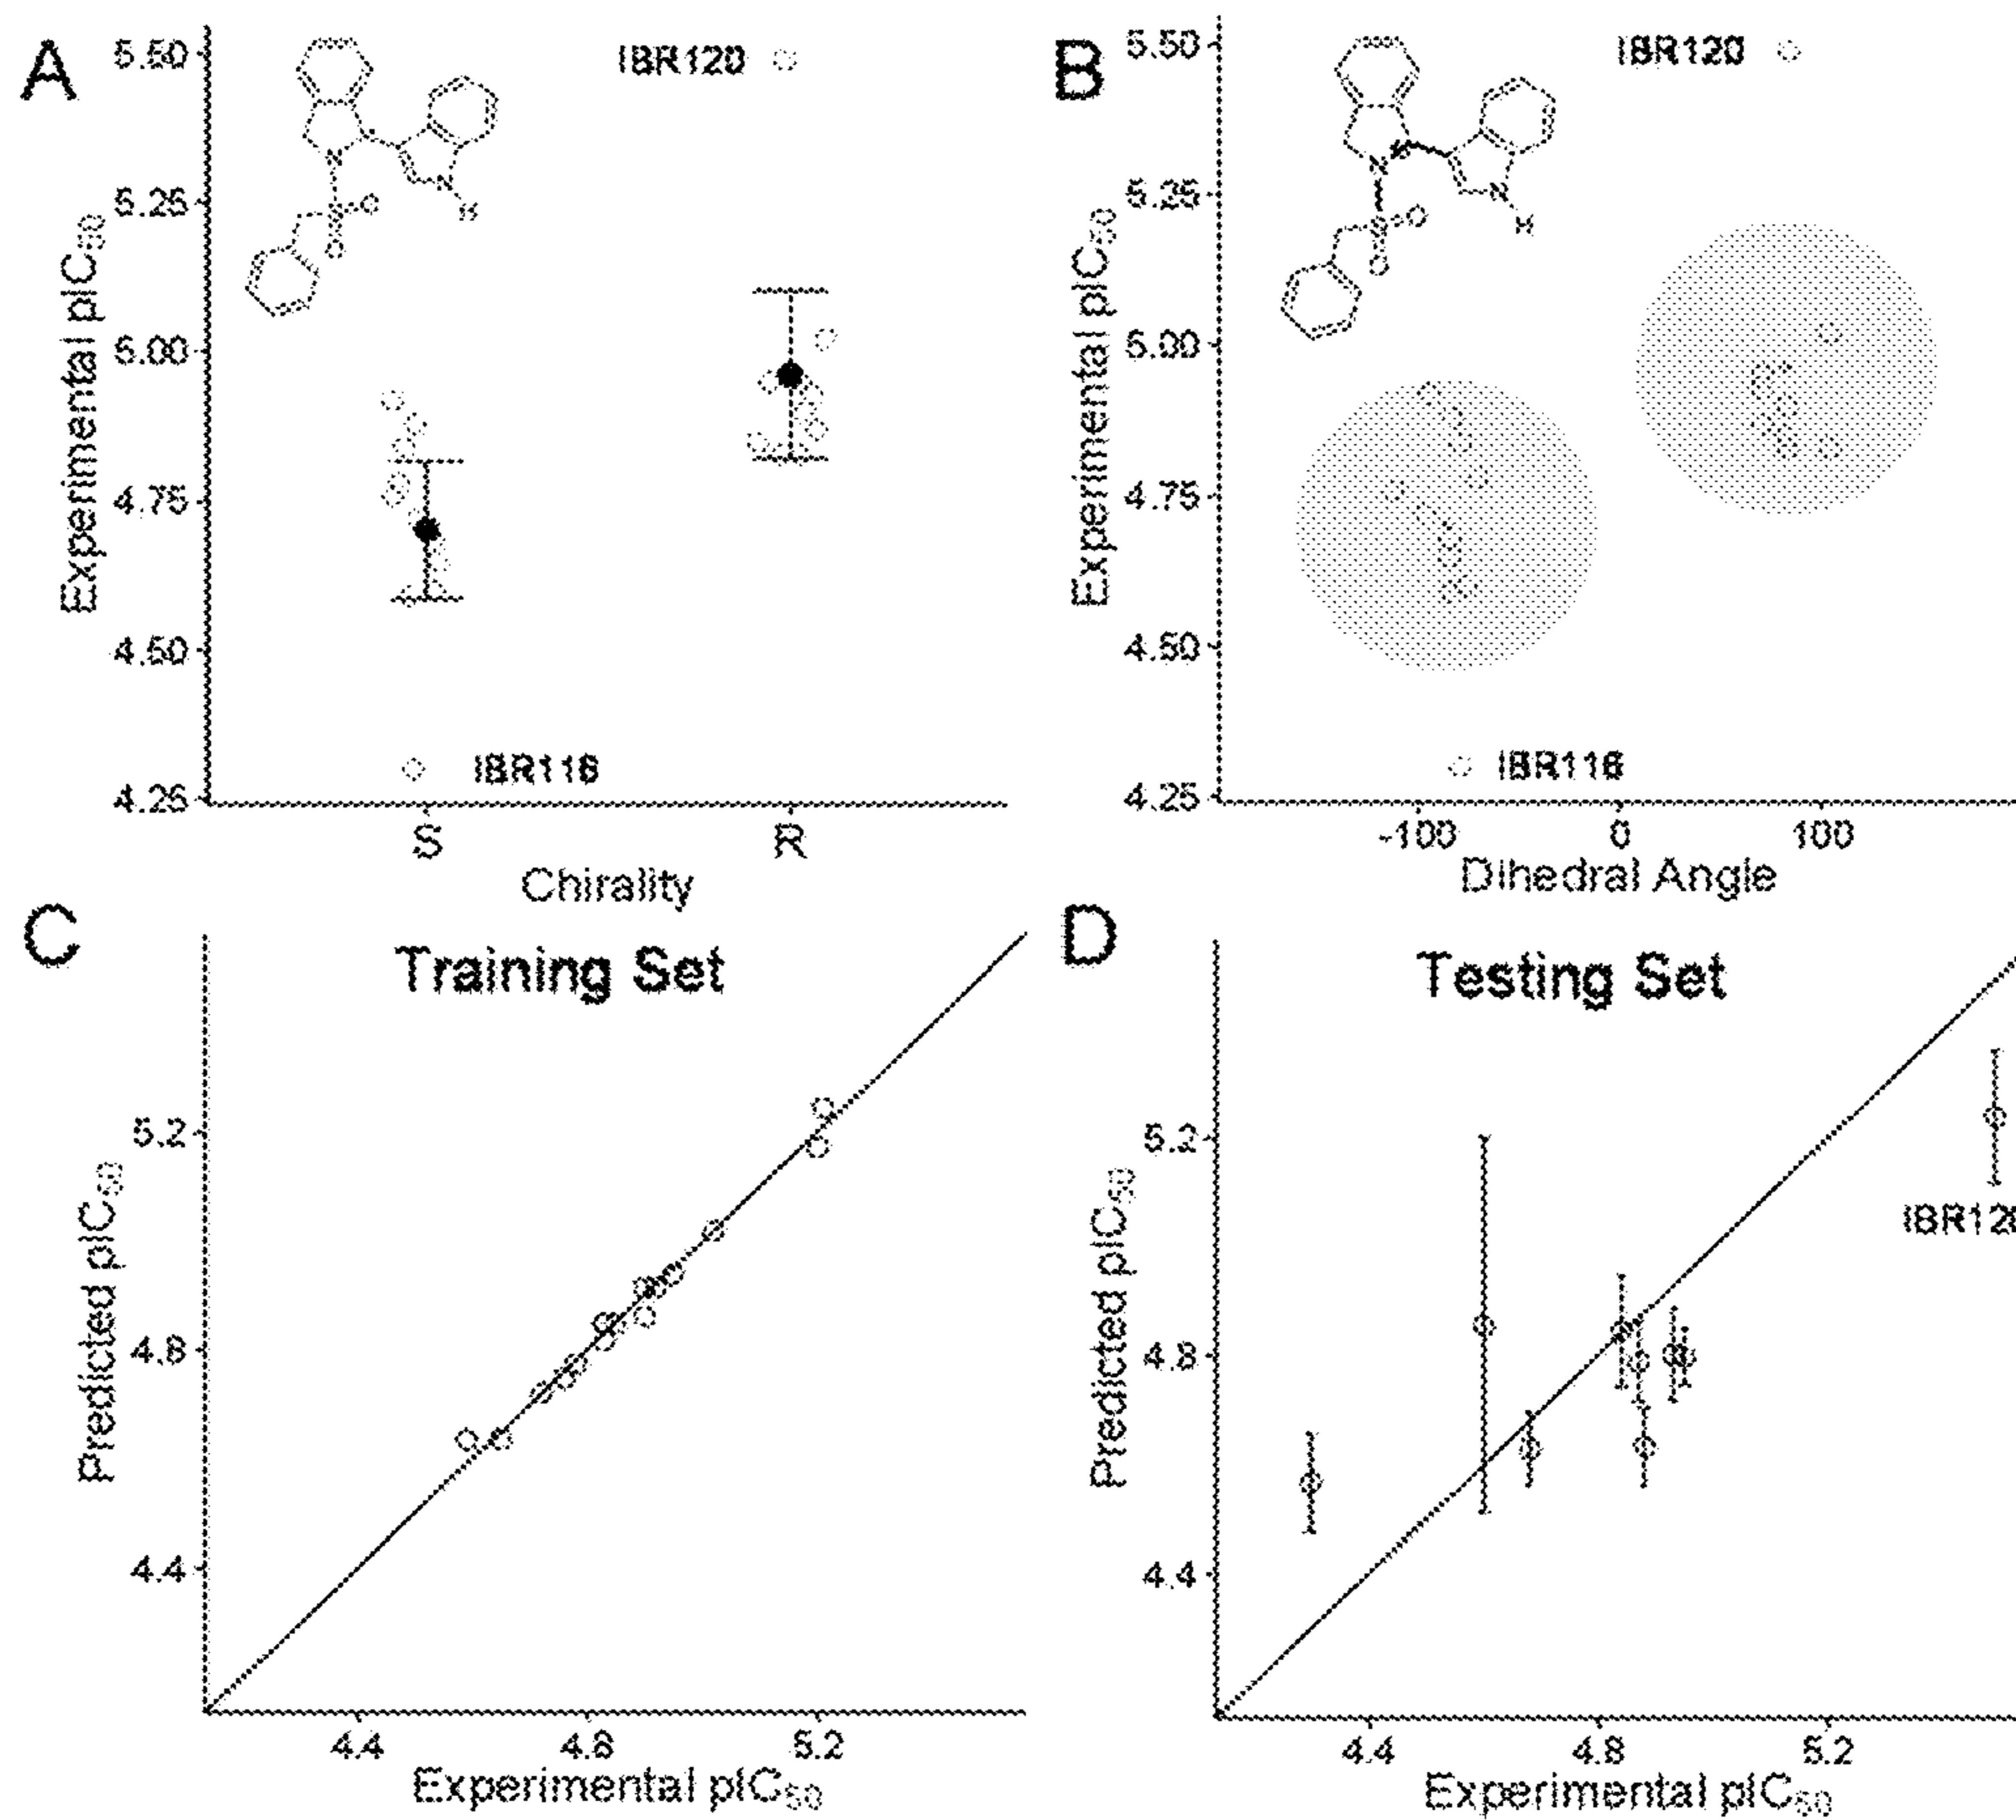 A
5.50
5.25
5.00
4.75
4.50
4.25
Experimental pIC50
IBR120
N
S
O
O
N
H
IBR116
S
R
Chirality
B
5.50
5.25
5.00
4.75
4.50
4.25
Experimental pIC50
IBR120
H
N
S
O
O
N
H
IBR116
-100
0
100
Dihedral Angle
C
Training Set
5.2
4.8
4.4
Predicted pIC50
4.4
4.8
5.2
Experimental pIC50
D
Testing Set
5.2
4.8
4.4
Predicted pIC50
IBR120
4.4
4.8
5.2
Experimental pIC50